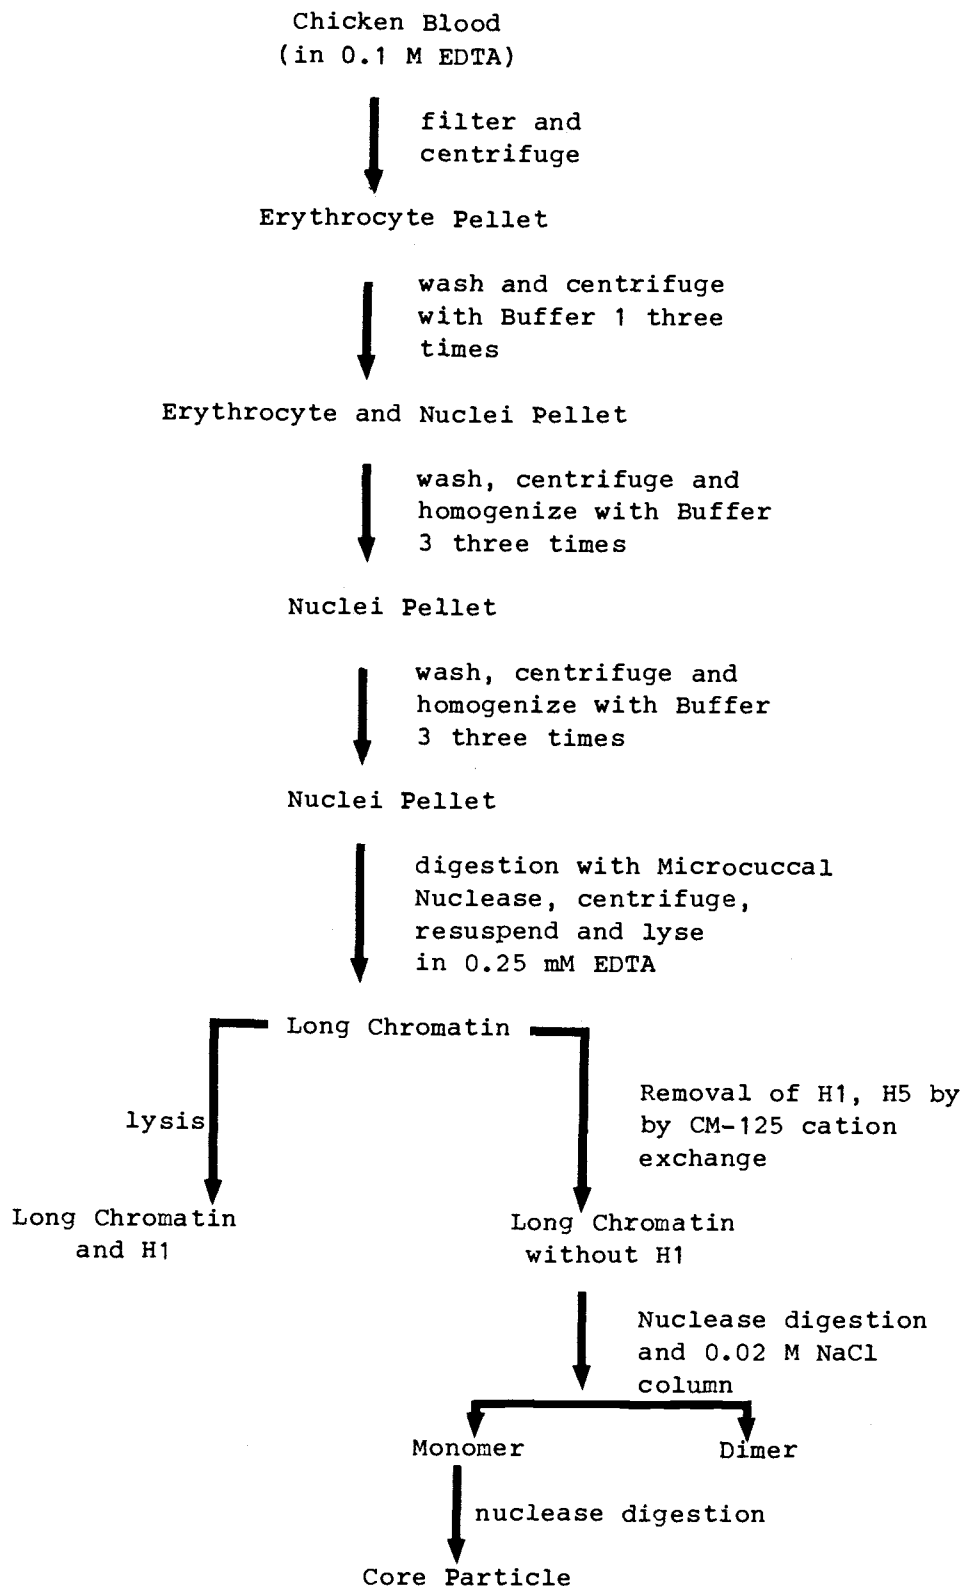 Chicken Blood
(in 0.1 M EDTA)
filter and
centrifuge
Erythrocyte Pellet
wash and centrifuge
with Buffer 1 three
times
Erythrocyte and Nuclei Pellet
wash, centrifuge and
homogenize with Buffer
3 three times
Nuclei Pellet
wash, centrifuge and
homogenize with Buffer
3 three times
Nuclei Pellet
digestion with Microcuccal
Nuclease, centrifuge,
resuspend and lyse
in 0.25 mM EDTA
Long Chromatin
lysis
Removal of H1, H5 by
by CM-125 cation
exchange
Long Chromatin
and H1
Long Chromatin
without H1
Nuclease digestion
and 0.02 M NaCl
column
Monomer
Dimer
nuclease digestion
Core Particle